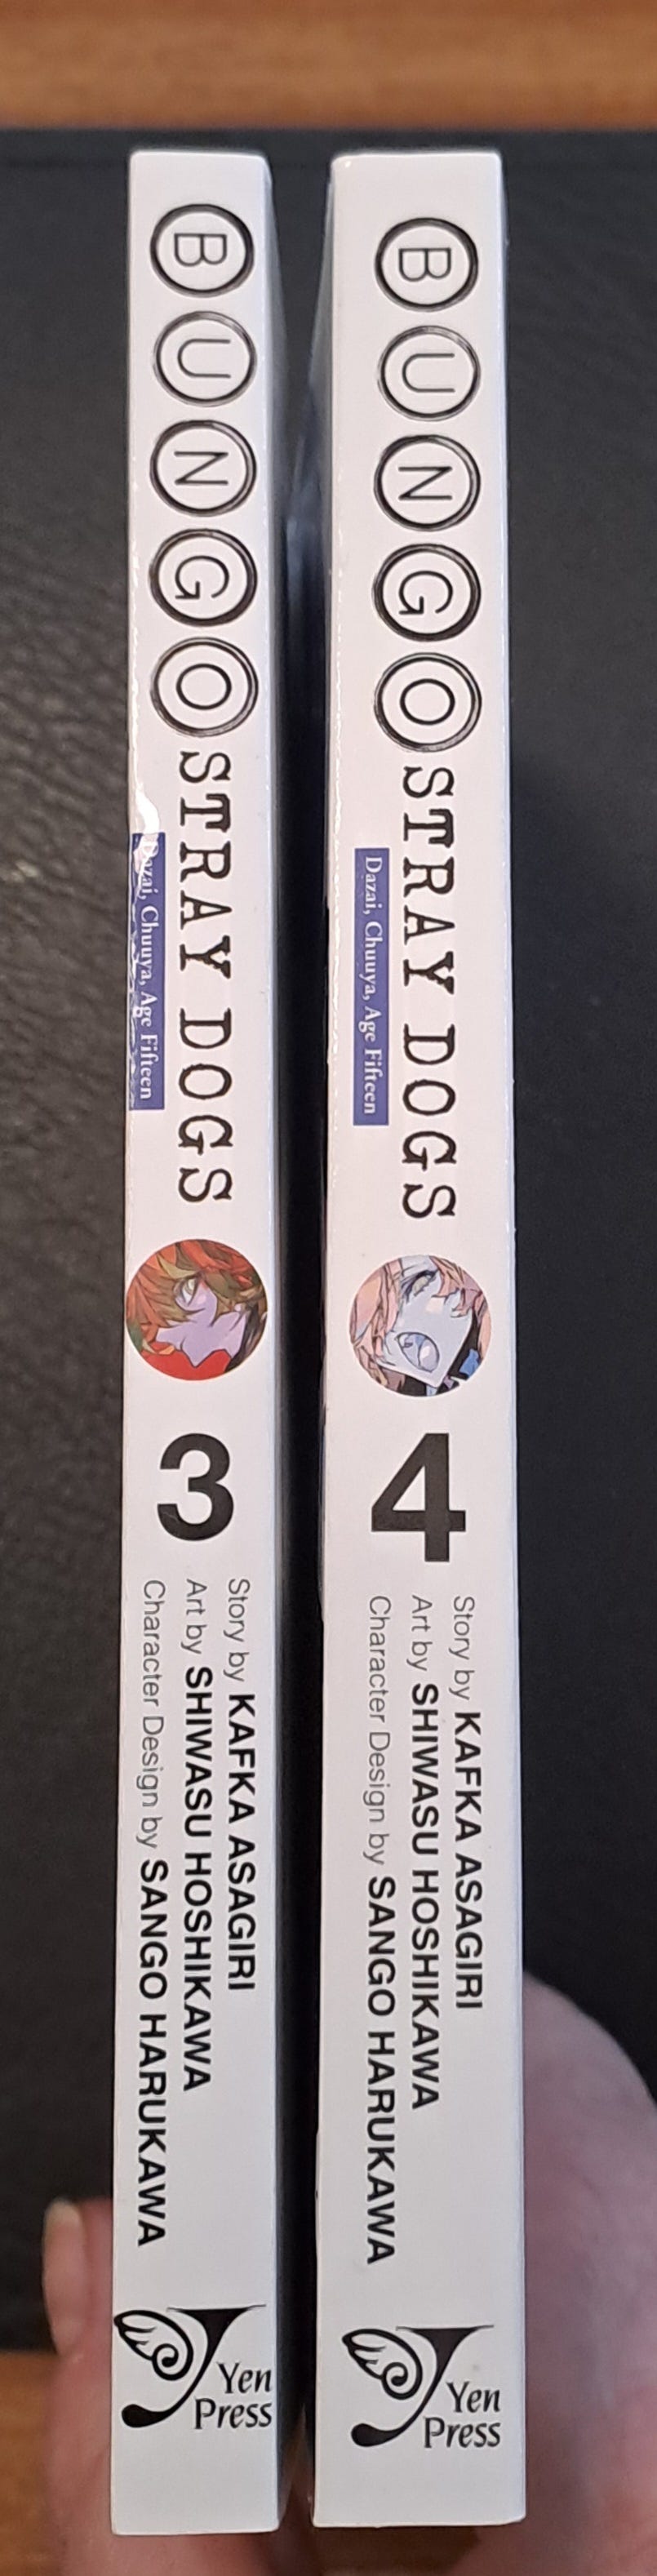 BUNGO STRAY DOGS
Dazai, Chuuya, Age Fifteen
3
Story by KAFKA ASAGIRI
Art by SHIWASU HOSHIKAWA
Character Design by SANGO HARUKAWA
Yen
Press
BUNGO STRAY DOGS
Dazai, Chuuya, Age Fifteen
4
Story by KAFKA ASAGIRI
Art by SHIWASU HOSHIKAWA
Character Design by SANGO HARUKAWA
Yen
Press